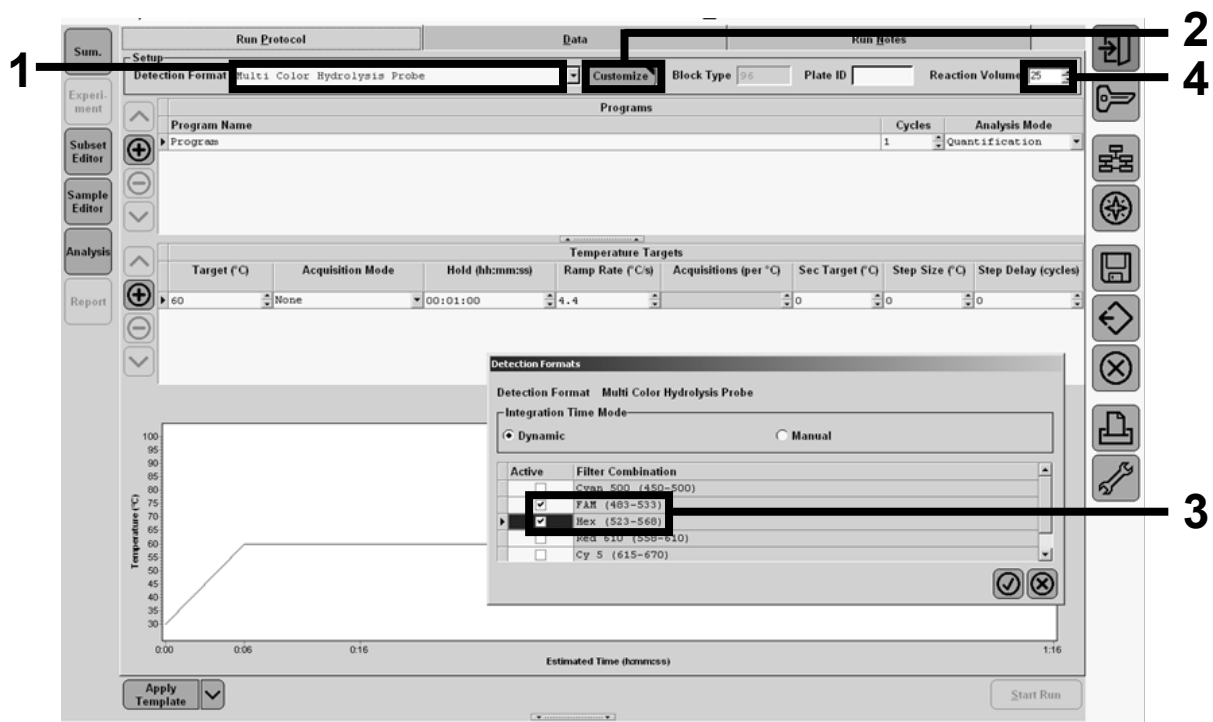 Run Protocol Data Run Notes
2
Sum.
Setup
1
Detection Format Multi Color Hydrolysis Probe Customize Block Type 96 Plate ID Reaction Volume 25
4
Experi-
ment
Programs
Program Name Cycles Analysis Mode
Program 1 Quantification
Subset
Editor
Sample
Editor
Analysis
Temperature Targets
Target (°C) Acquisition Mode Hold (hh:mm:ss) Ramp Rate (°C/s) Acquisitions (per °C) Sec Target (°C) Step Size (°C) Step Delay (cycles)
60 None 00:01:00 4.4 0 0 0
Report
Detection Formats
Detection Format Multi Color Hydrolysis Probe
Integration Time Mode
Dynamic Manual
Active Filter Combination
Cyan 500 (450-500)
FAM (483-533)
Hex (523-568)
3
Red 610 (558-610)
Cy 5 (615-670)
Temperature (°C)
100
95
90
85
80
75
70
65
60
55
50
45
40
35
30
0:00 0:06 0:16 1:16
Estimated Time (h:mm:ss)
Apply
Template
Start Run